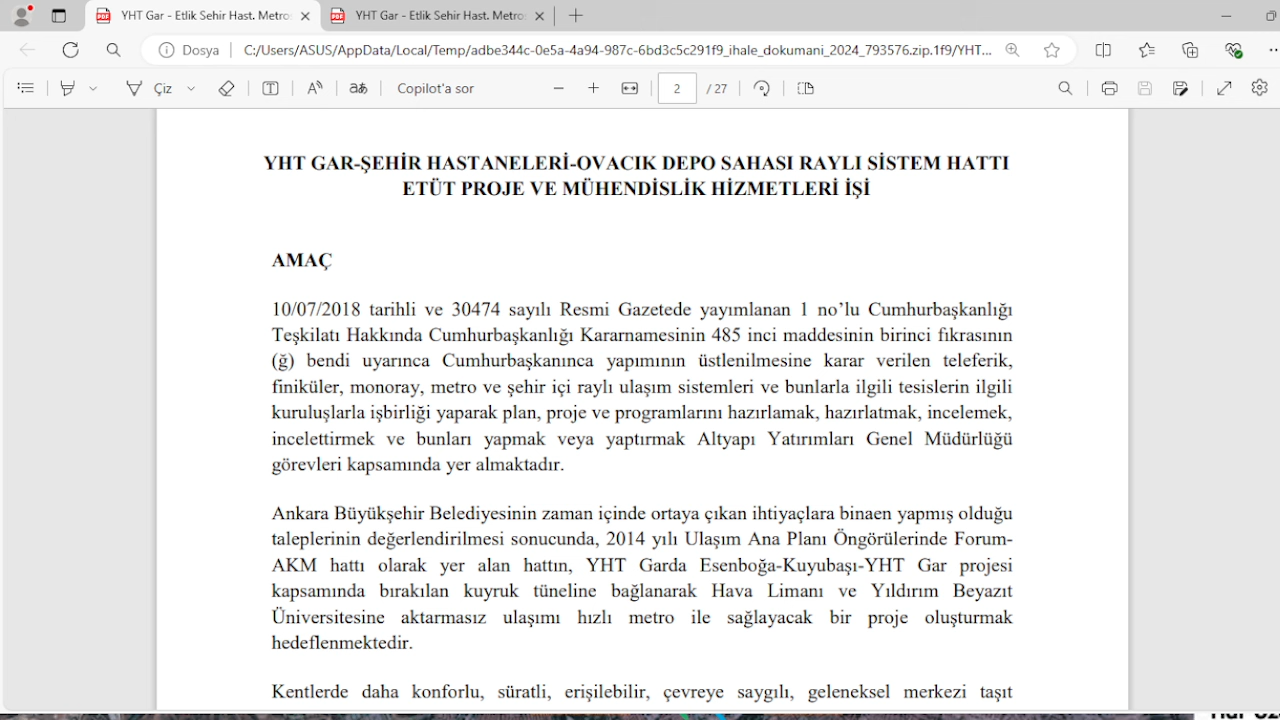 YHT Gar - Etlik Sehir Hast. Metro
YHT Gar - Etlik Sehir Hast. Metro
Dosya
C:/Users/ASUS/AppData/Local/Temp/adbe344c-0e5a-4a94-987c-6bd3c5c291f9_ihale_dokumani_2024_793576.zip.1f9/YHT...
Çiz
Copilot'a sor
2 / 27
YHT GAR-ŞEHİR HASTANELERİ-OVACIK DEPO SAHASI RAYLI SİSTEM HATTI
ETÜT PROJE VE MÜHENDİSLİK HİZMETLERİ İŞİ
AMAÇ
10/07/2018 tarihli ve 30474 sayılı Resmi Gazetede yayımlanan 1 no’lu Cumhurbaşkanlığı
Teşkilatı Hakkında Cumhurbaşkanlığı Kararnamesinin 485 inci maddesinin birinci fıkrasının
(ğ) bendi uyarınca Cumhurbaşkanınca yapımının üstlenilmesine karar verilen teleferik,
finiküler, monoray, metro ve şehir içi raylı ulaşım sistemleri ve bunlarla ilgili tesislerin ilgili
kuruluşlarla işbirliği yaparak plan, proje ve programlarını hazırlamak, hazırlatmak, incelemek,
incelettirmek ve bunları yapmak veya yaptırmak Altyapı Yatırımları Genel Müdürlüğü
görevleri kapsamında yer almaktadır.
Ankara Büyükşehir Belediyesinin zaman içinde ortaya çıkan ihtiyaçlara binaen yapmış olduğu
taleplerinin değerlendirilmesi sonucunda, 2014 yılı Ulaşım Ana Planı Öngörülerinde Forum-
AKM hattı olarak yer alan hattın, YHT Garda Esenboğa-Kuyubaşı-YHT Gar projesi
kapsamında bırakılan kuyruk tüneline bağlanarak Hava Limanı ve Yıldırım Beyazıt
Üniversitesine aktarmasız ulaşımı hızlı metro ile sağlayacak bir proje oluşturmak
hedeflenmektedir.
Kentlerde daha konforlu, süratli, erişilebilir, çevreye saygılı, geleneksel merkezi taşıt